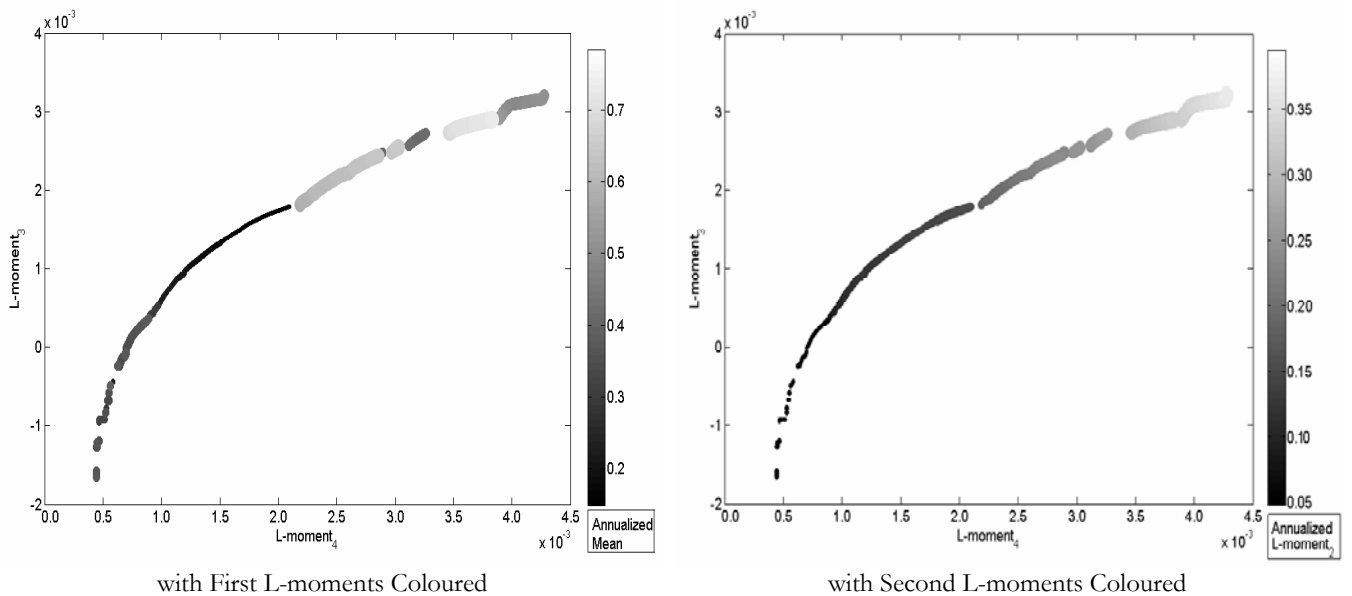 x 10⁻³
4
3
2
1
0
-1
-2
L-moment₃
0.0 0.5 1.0 1.5 2.0 2.5 3.0 3.5 4.0 4.5
L-moment₄
x 10⁻³
0.7
0.6
0.5
0.4
0.3
0.2
Annualized
Mean
with First L-moments Coloured
x 10⁻³
4
3
2
1
0
-1
-2
L-moment₃
0.0 0.5 1.0 1.5 2.0 2.5 3.0 3.5 4.0 4.5
L-moment₄
x 10⁻³
0.35
0.30
0.25
0.20
0.15
0.10
0.05
Annualized
L-moment₂
with Second L-moments Coloured